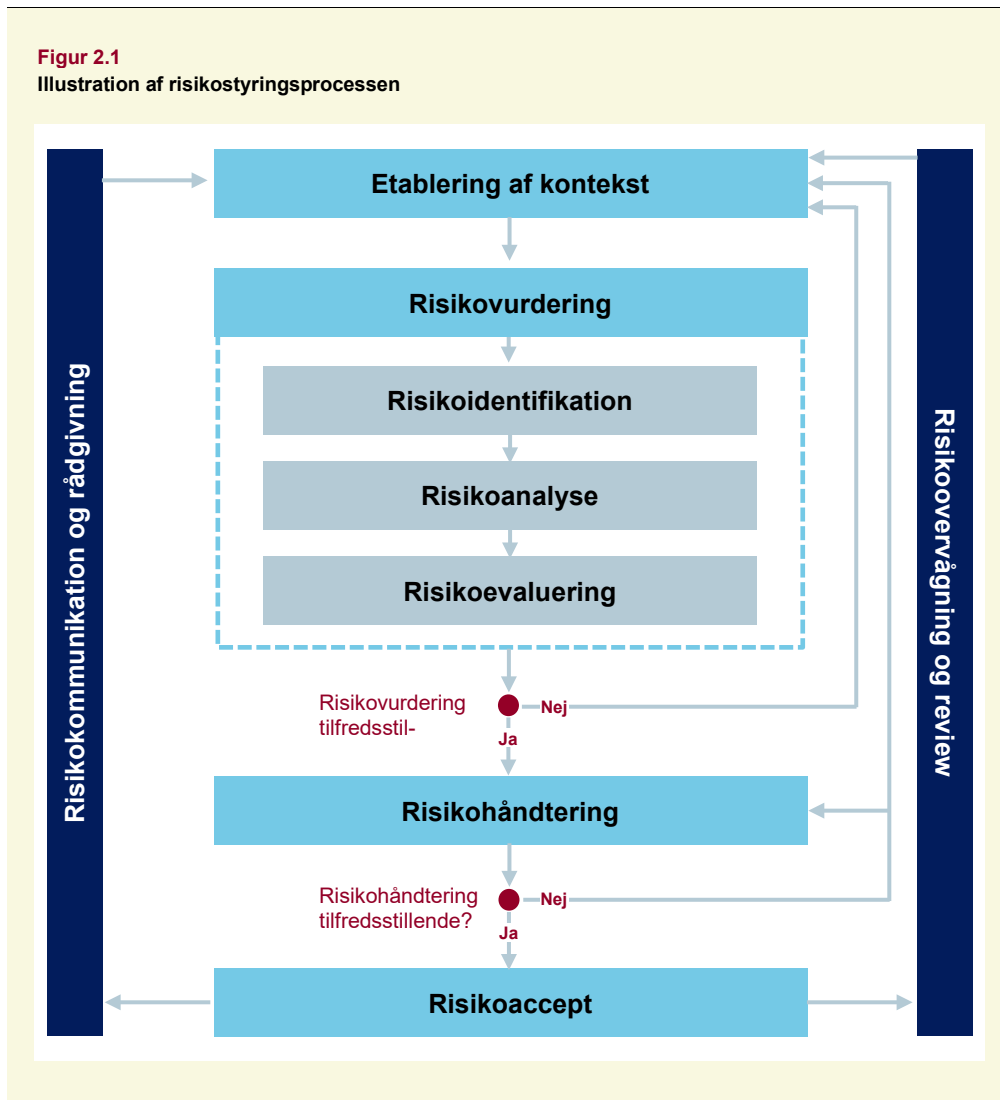 Figur 2.1
Illustration af risikostyringsprocessen
Risikokommunikation og rådgivning
Etablering af kontekst
Risikovurdering
Risikoidentifikation
Risikoanalyse
Risikoevaluering
Risikovurdering
tilfredsstil-
Nej
Ja
Risikohåndtering
Risikohåndtering
tilfredsstillende?
Nej
Ja
Risikoaccept
Risikoovervågning og review